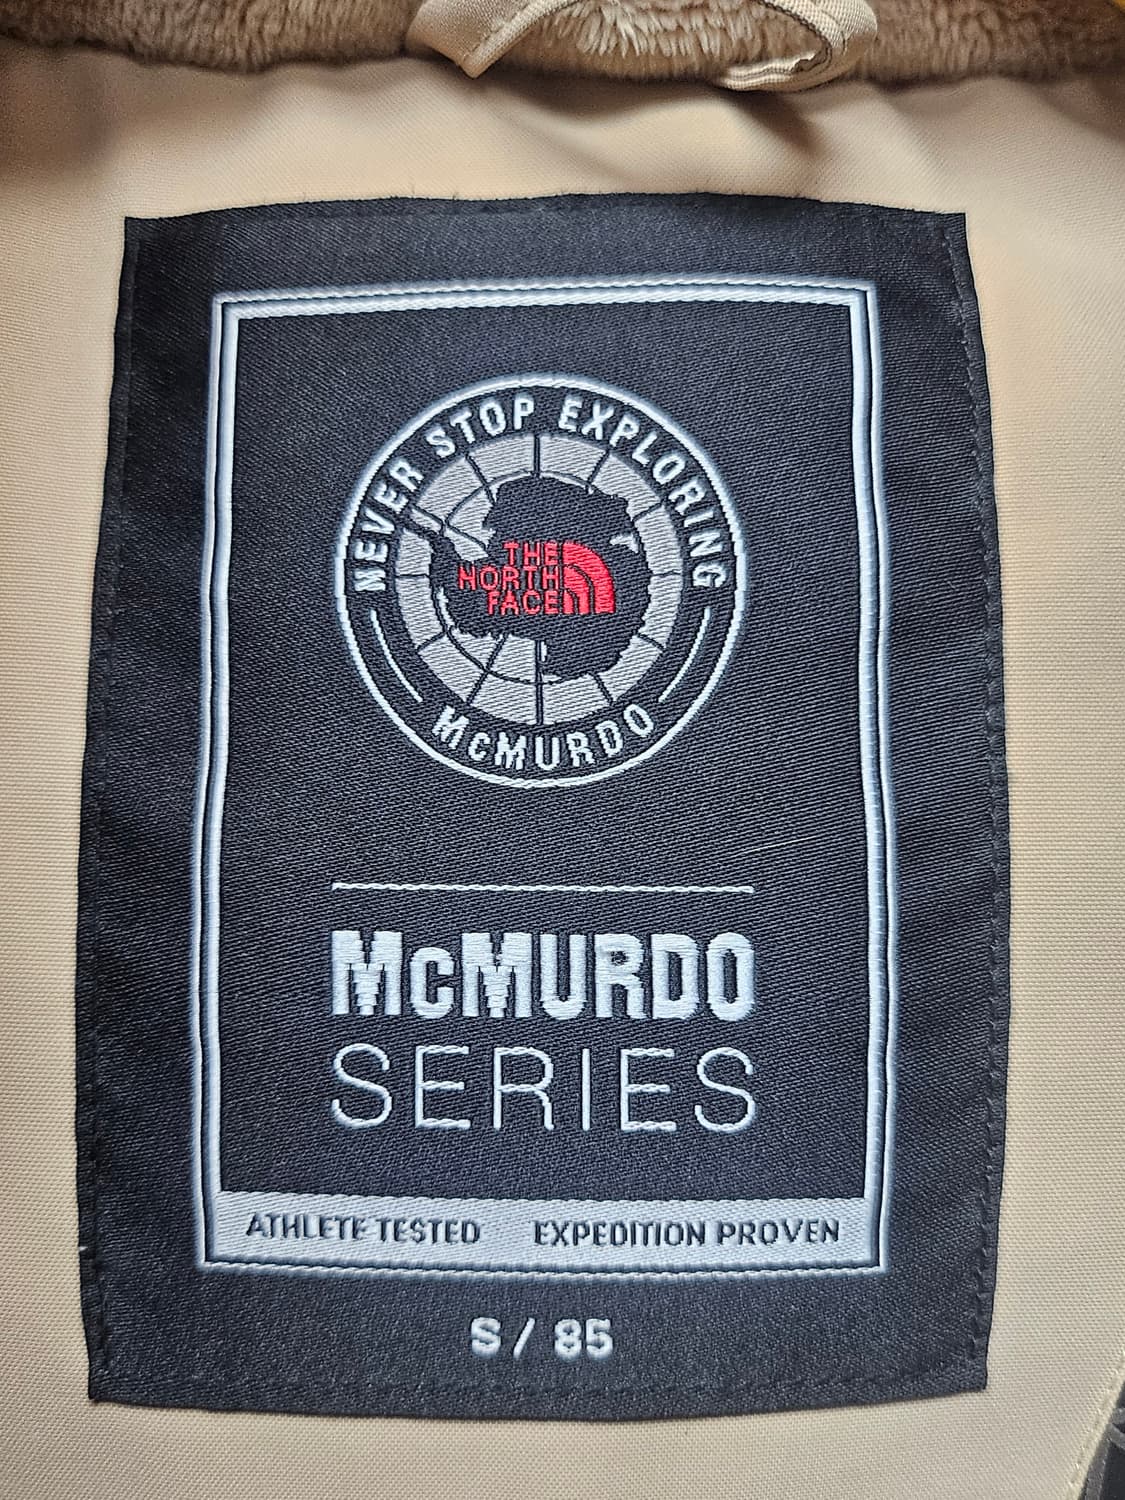 NEVER STOP EXPLORING
THE
NORTH
FACE
McMURDO
McMURDO
SERIES
ATHLETE TESTED EXPEDITION PROVEN
S / 85